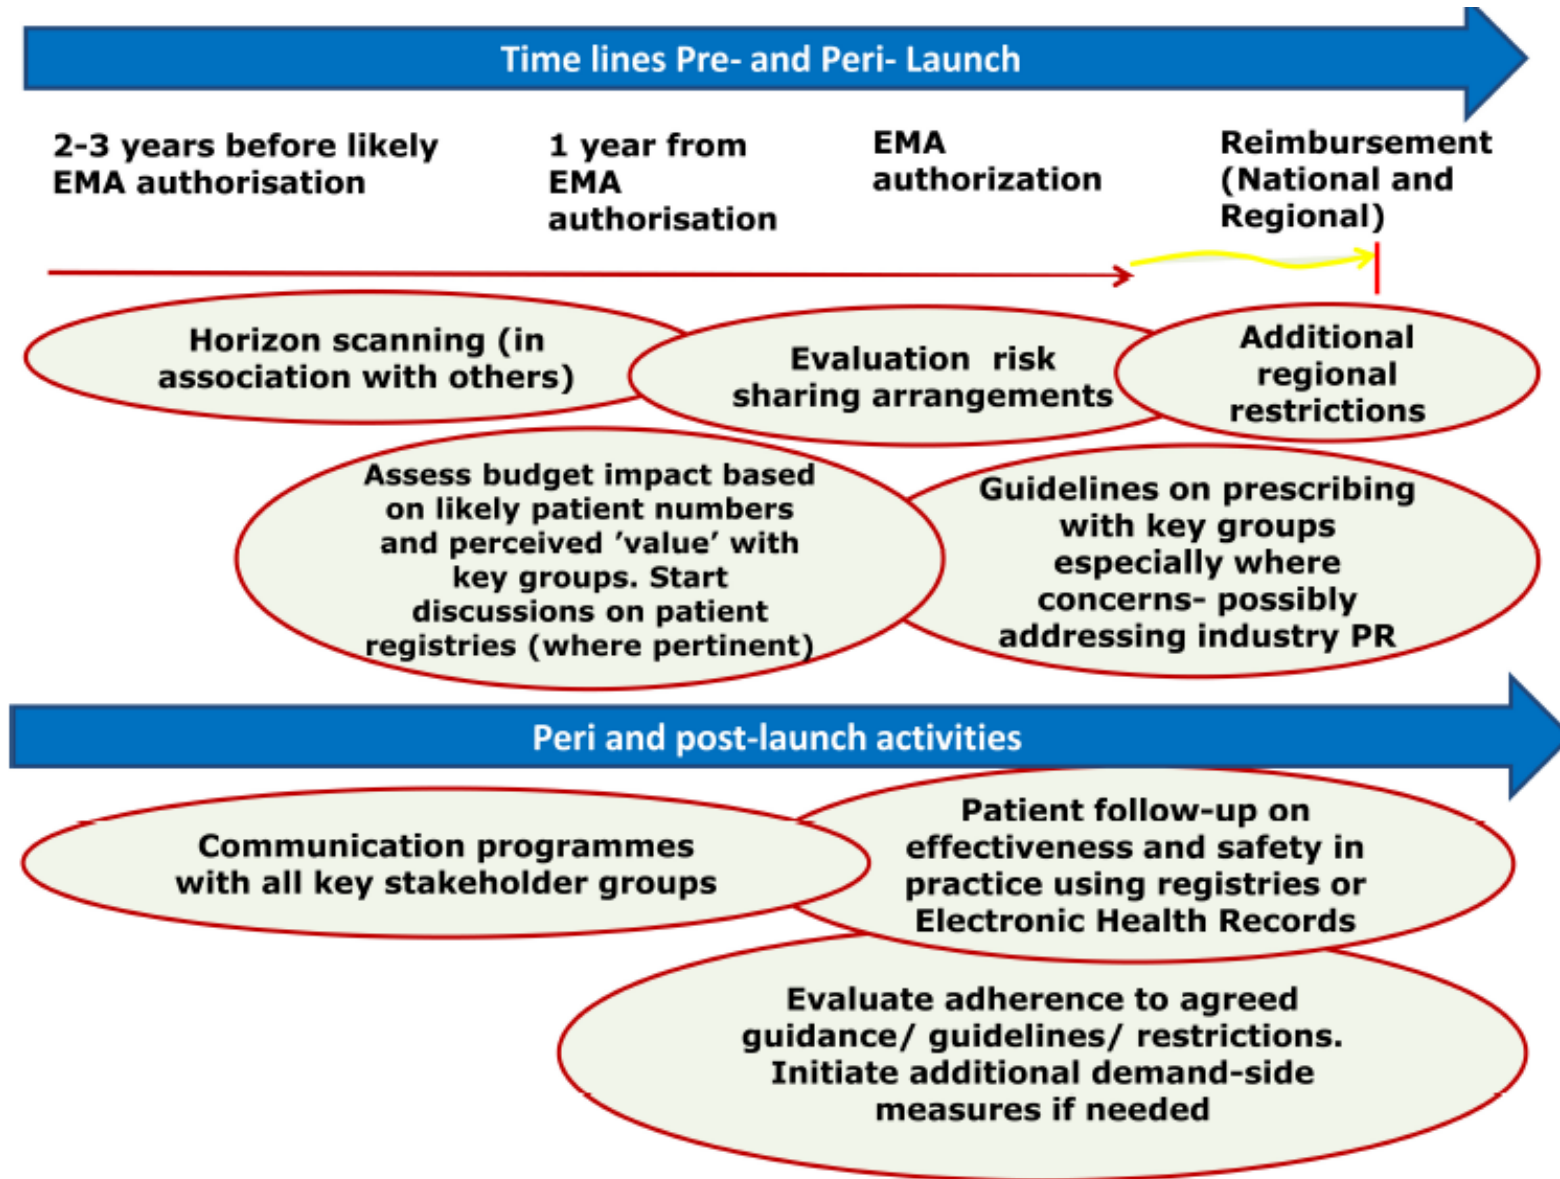 Time lines Pre- and Peri- Launch
2-3 years before likely
EMA authorisation
1 year from
EMA
authorisation
EMA
authorization
Reimbursement
(National and
Regional)
Horizon scanning (in
association with others)
Evaluation risk
sharing arrangements
Additional
regional
restrictions
Assess budget impact based
on likely patient numbers
and perceived ’value’ with
key groups. Start
discussions on patient
registries (where pertinent)
Guidelines on prescribing
with key groups
especially where
concerns- possibly
addressing industry PR
Peri and post-launch activities
Communication programmes
with all key stakeholder groups
Patient follow-up on
effectiveness and safety in
practice using registries or
Electronic Health Records
Evaluate adherence to agreed
guidance/ guidelines/ restrictions.
Initiate additional demand-side
measures if needed